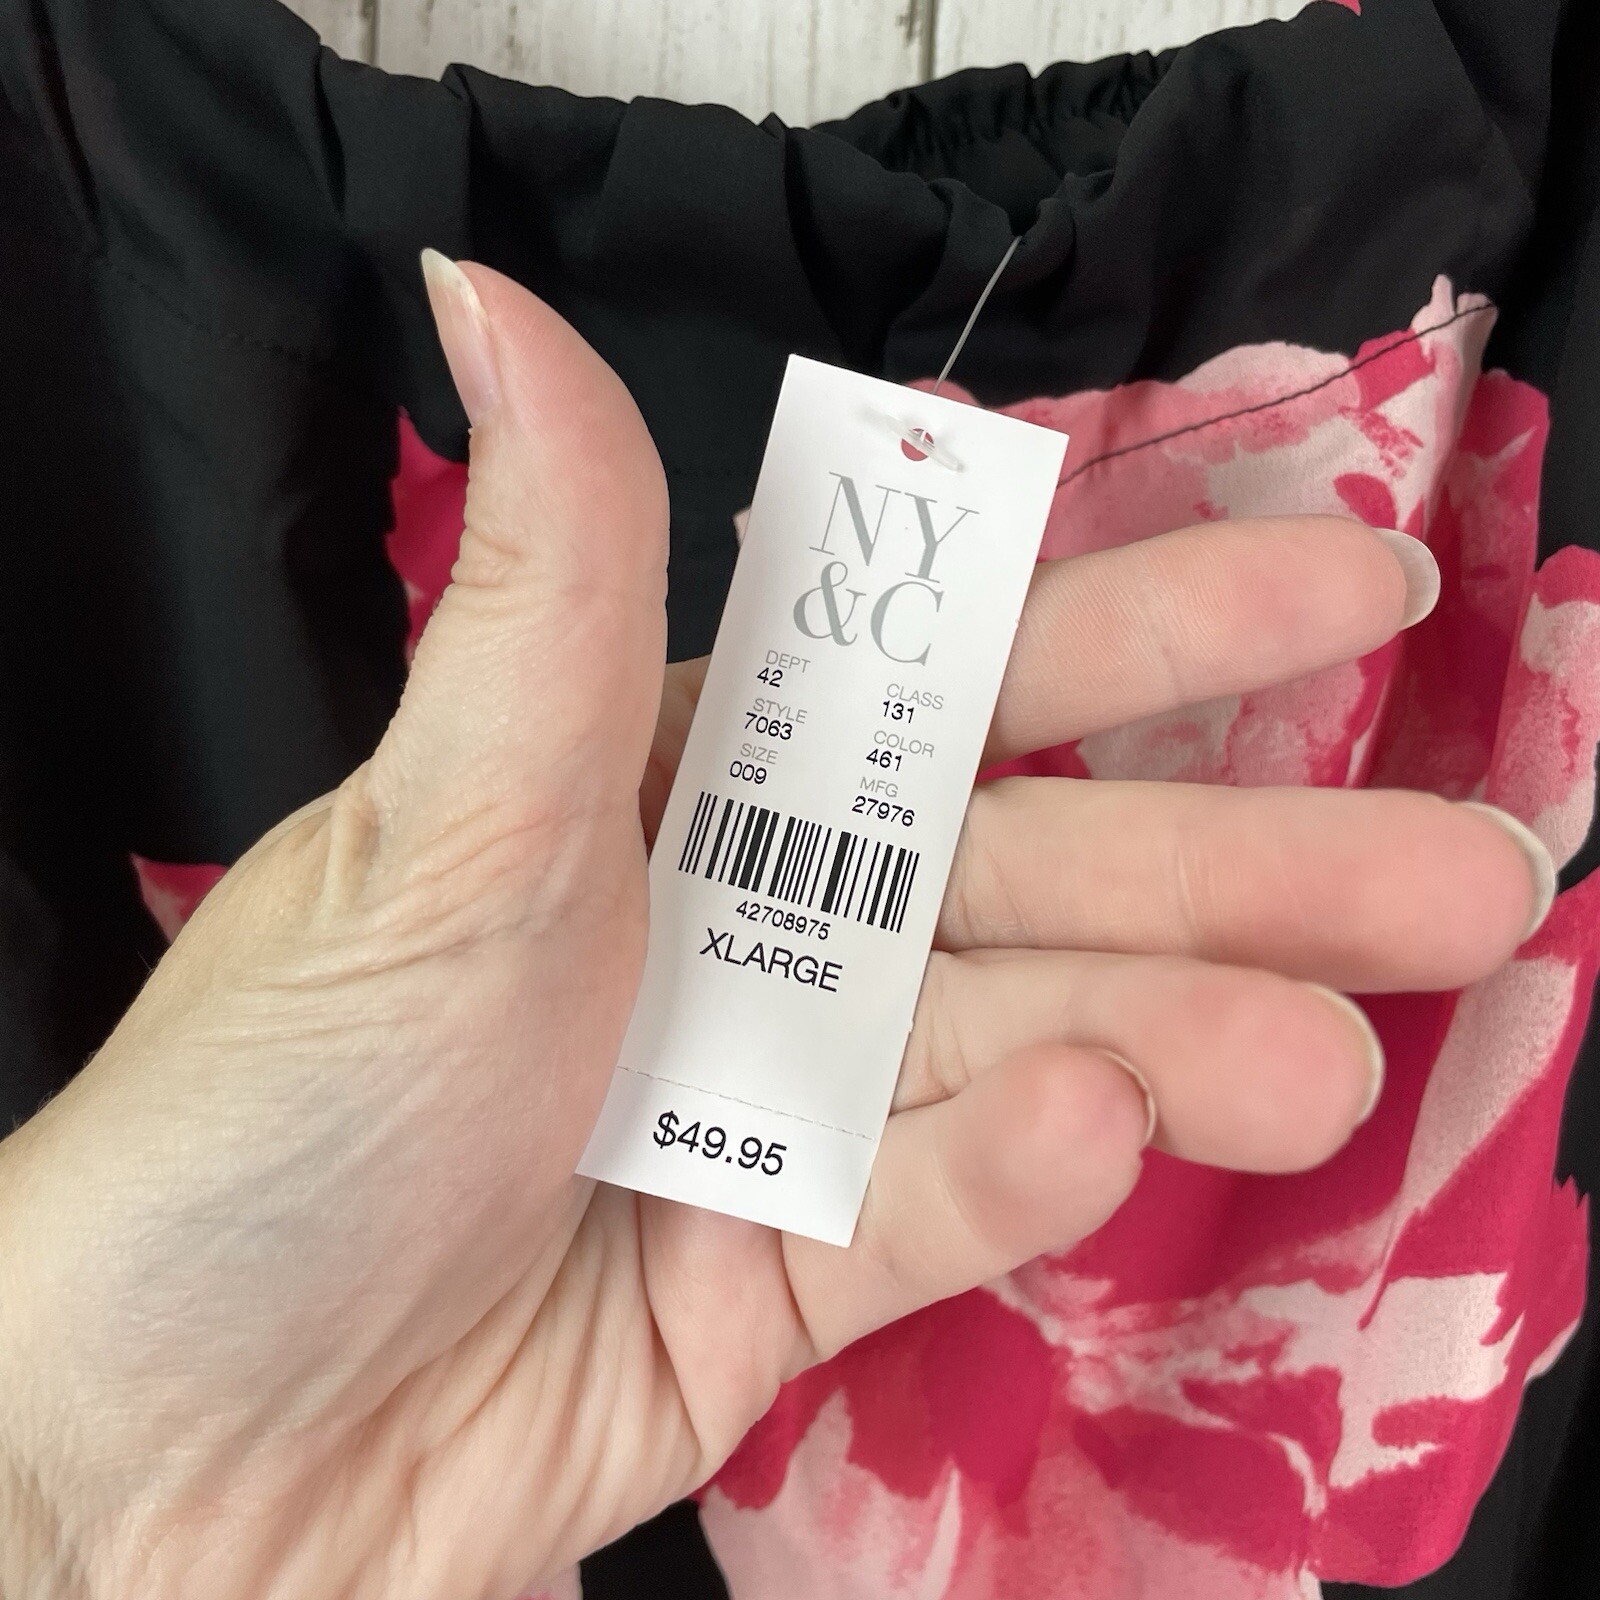 NY
&C
DEPT
42
CLASS
131
STYLE
7063
COLOR
461
SIZE
009
MFG
27976
42708975
XLARGE
$49.95